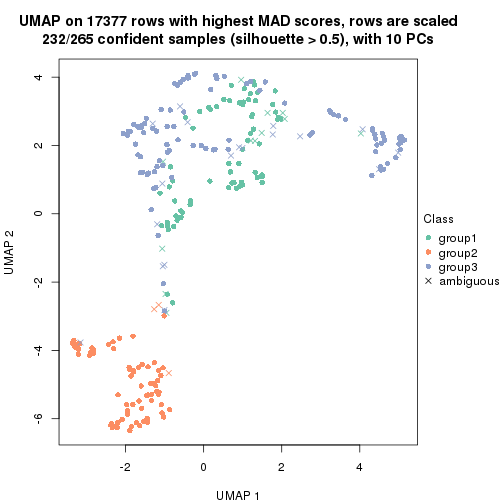 UMAP on 17377 rows with highest MAD scores, rows are scaled
232/265 confident samples (silhouette > 0.5), with 10 PCs
4
2
0
-2
-4
-6
-2
0
2
4
UMAP 1
UMAP 2
Class
group1
group2
group3
ambiguous